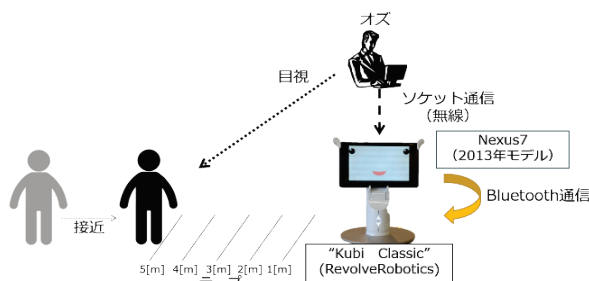 オズ
目視
ソケット通信
（無線）
Nexus7
（2013年モデル）
Bluetooth通信
接近
5[m] 4[m] 3[m] 2[m] 1[m]
“Kubi Classic”
(RevolveRobotics)